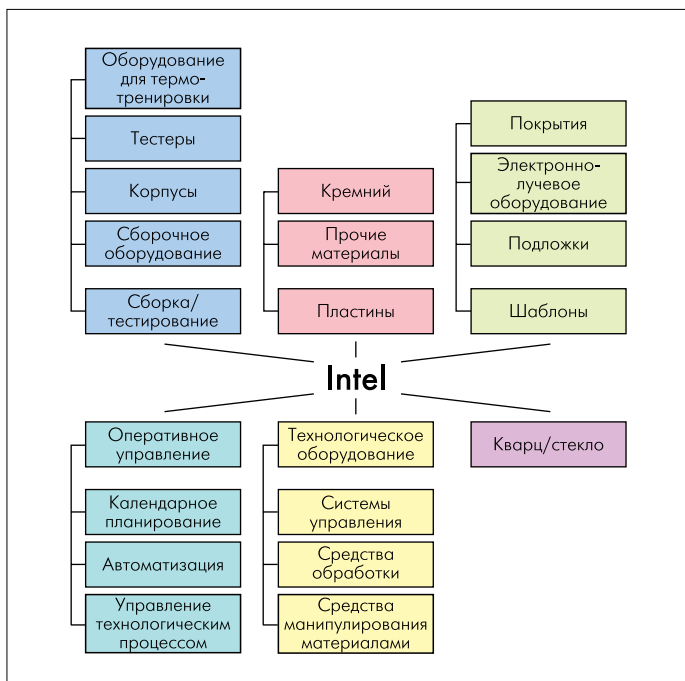 Оборудование
для термо-
тренировки
Тестеры
Корпусы
Сборочное
оборудование
Сборка/
тестирование
Кремний
Прочие
материалы
Пластины
Покрытия
Электронно-
лучевое
оборудование
Подложки
Шаблоны
Intel
Оперативное
управление
Календарное
планирование
Автоматизация
Управление
технологическим
процессом
Технологическое
оборудование
Системы
управления
Средства
обработки
Средства
манипулирования
материалами
Кварц/стекло